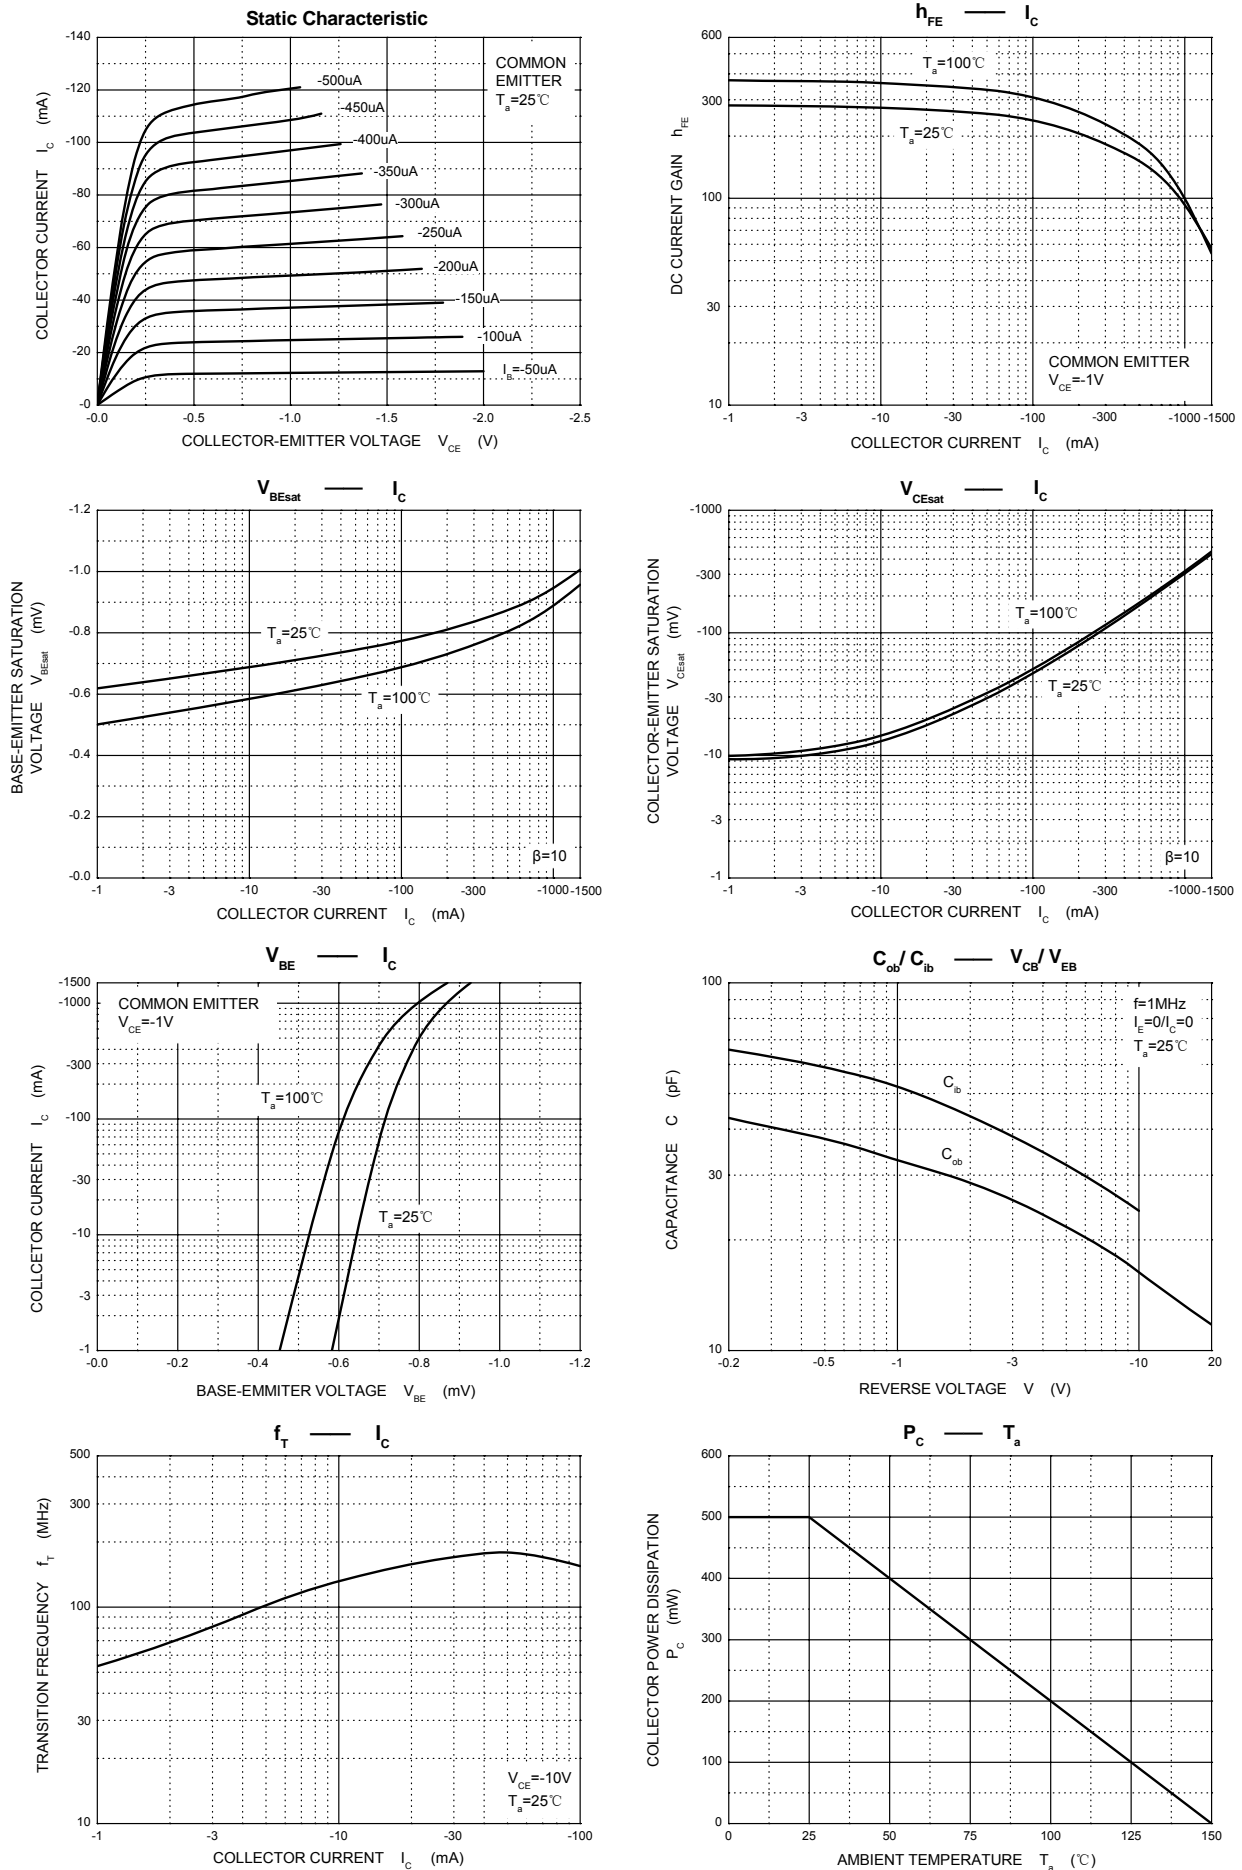 Static Characteristic
-140
-120
-100
-80
-60
-40
-20
-0
-0.0
-0.5
-1.0
-1.5
-2.0
-2.5
COLLECTOR CURRENT I_C (mA)
COLLECTOR-EMITTER VOLTAGE V_CE (V)
COMMON
EMITTER
T_a=25℃
-500uA
-450uA
-400uA
-350uA
-300uA
-250uA
-200uA
-150uA
-100uA
I_B=-50uA
h_FE —— I_C
600
300
100
30
10
-1
-3
-10
-30
-100
-300
-1000
-1500
DC CURRENT GAIN h_FE
COLLECTOR CURRENT I_C (mA)
T_a=100℃
T_a=25℃
COMMON EMITTER
V_CE=-1V
V_BEsat —— I_C
-1.2
-1.0
-0.8
-0.6
-0.4
-0.2
-0.0
-1
-3
-10
-30
-100
-300
-1000
-1500
BASE-EMITTER SATURATION
VOLTAGE V_BEsat (mV)
COLLECTOR CURRENT I_C (mA)
T_a=25℃
T_a=100℃
β=10
V_CEsat —— I_C
-1000
-300
-100
-30
-10
-3
-1
-1
-3
-10
-30
-100
-300
-1000
-1500
COLLECTOR-EMITTER SATURATION
VOLTAGE V_CEsat (mV)
COLLECTOR CURRENT I_C (mA)
T_a=100℃
T_a=25℃
β=10
V_BE —— I_C
-1500
-1000
-300
-100
-30
-10
-3
-1
-0.0
-0.2
-0.4
-0.6
-0.8
-1.0
-1.2
COLLCETOR CURRENT I_C (mA)
BASE-EMMITER VOLTAGE V_BE (mV)
COMMON EMITTER
V_CE=-1V
T_a=100℃
T_a=25℃
C_ob/ C_ib —— V_CB/ V_EB
100
30
10
-0.2
-0.5
-1
-3
-10
20
CAPACITANCE C (pF)
REVERSE VOLTAGE V (V)
f=1MHz
I_E=0/I_C=0
T_a=25℃
C_ib
C_ob
f_T —— I_C
500
300
100
30
10
-1
-3
-10
-30
-100
TRANSITION FREQUENCY f_T (MHz)
COLLECTOR CURRENT I_C (mA)
V_CE=-10V
T_a=25℃
P_C —— T_a
600
500
400
300
200
100
0
0
25
50
75
100
125
150
COLLECTOR POWER DISSIPATION
P_C (mW)
AMBIENT TEMPERATURE T_a (℃)